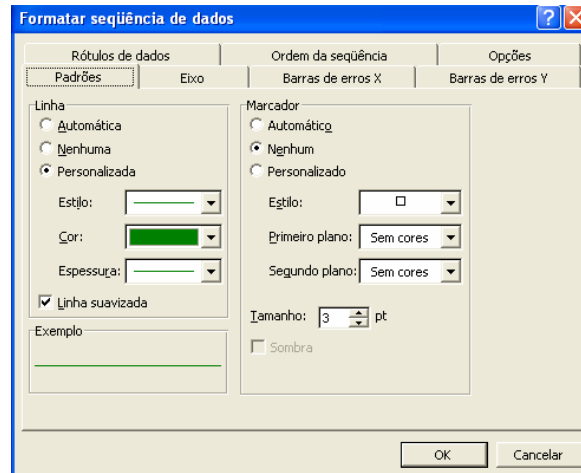 Formatar seqüência de dados
Rótulos de dados
Ordem da seqüência
Opções
Padrões
Eixo
Barras de erros X
Barras de erros Y
Linha
Automática
Nenhuma
Personalizada
Estilo:
Cor:
Espessura:
Linha suavizada
Exemplo
Marcador
Automático
Nenhum
Personalizado
Estilo:
Primeiro plano: Sem cores
Segundo plano: Sem cores
Tamanho: 3 pt
Sombra
OK
Cancelar